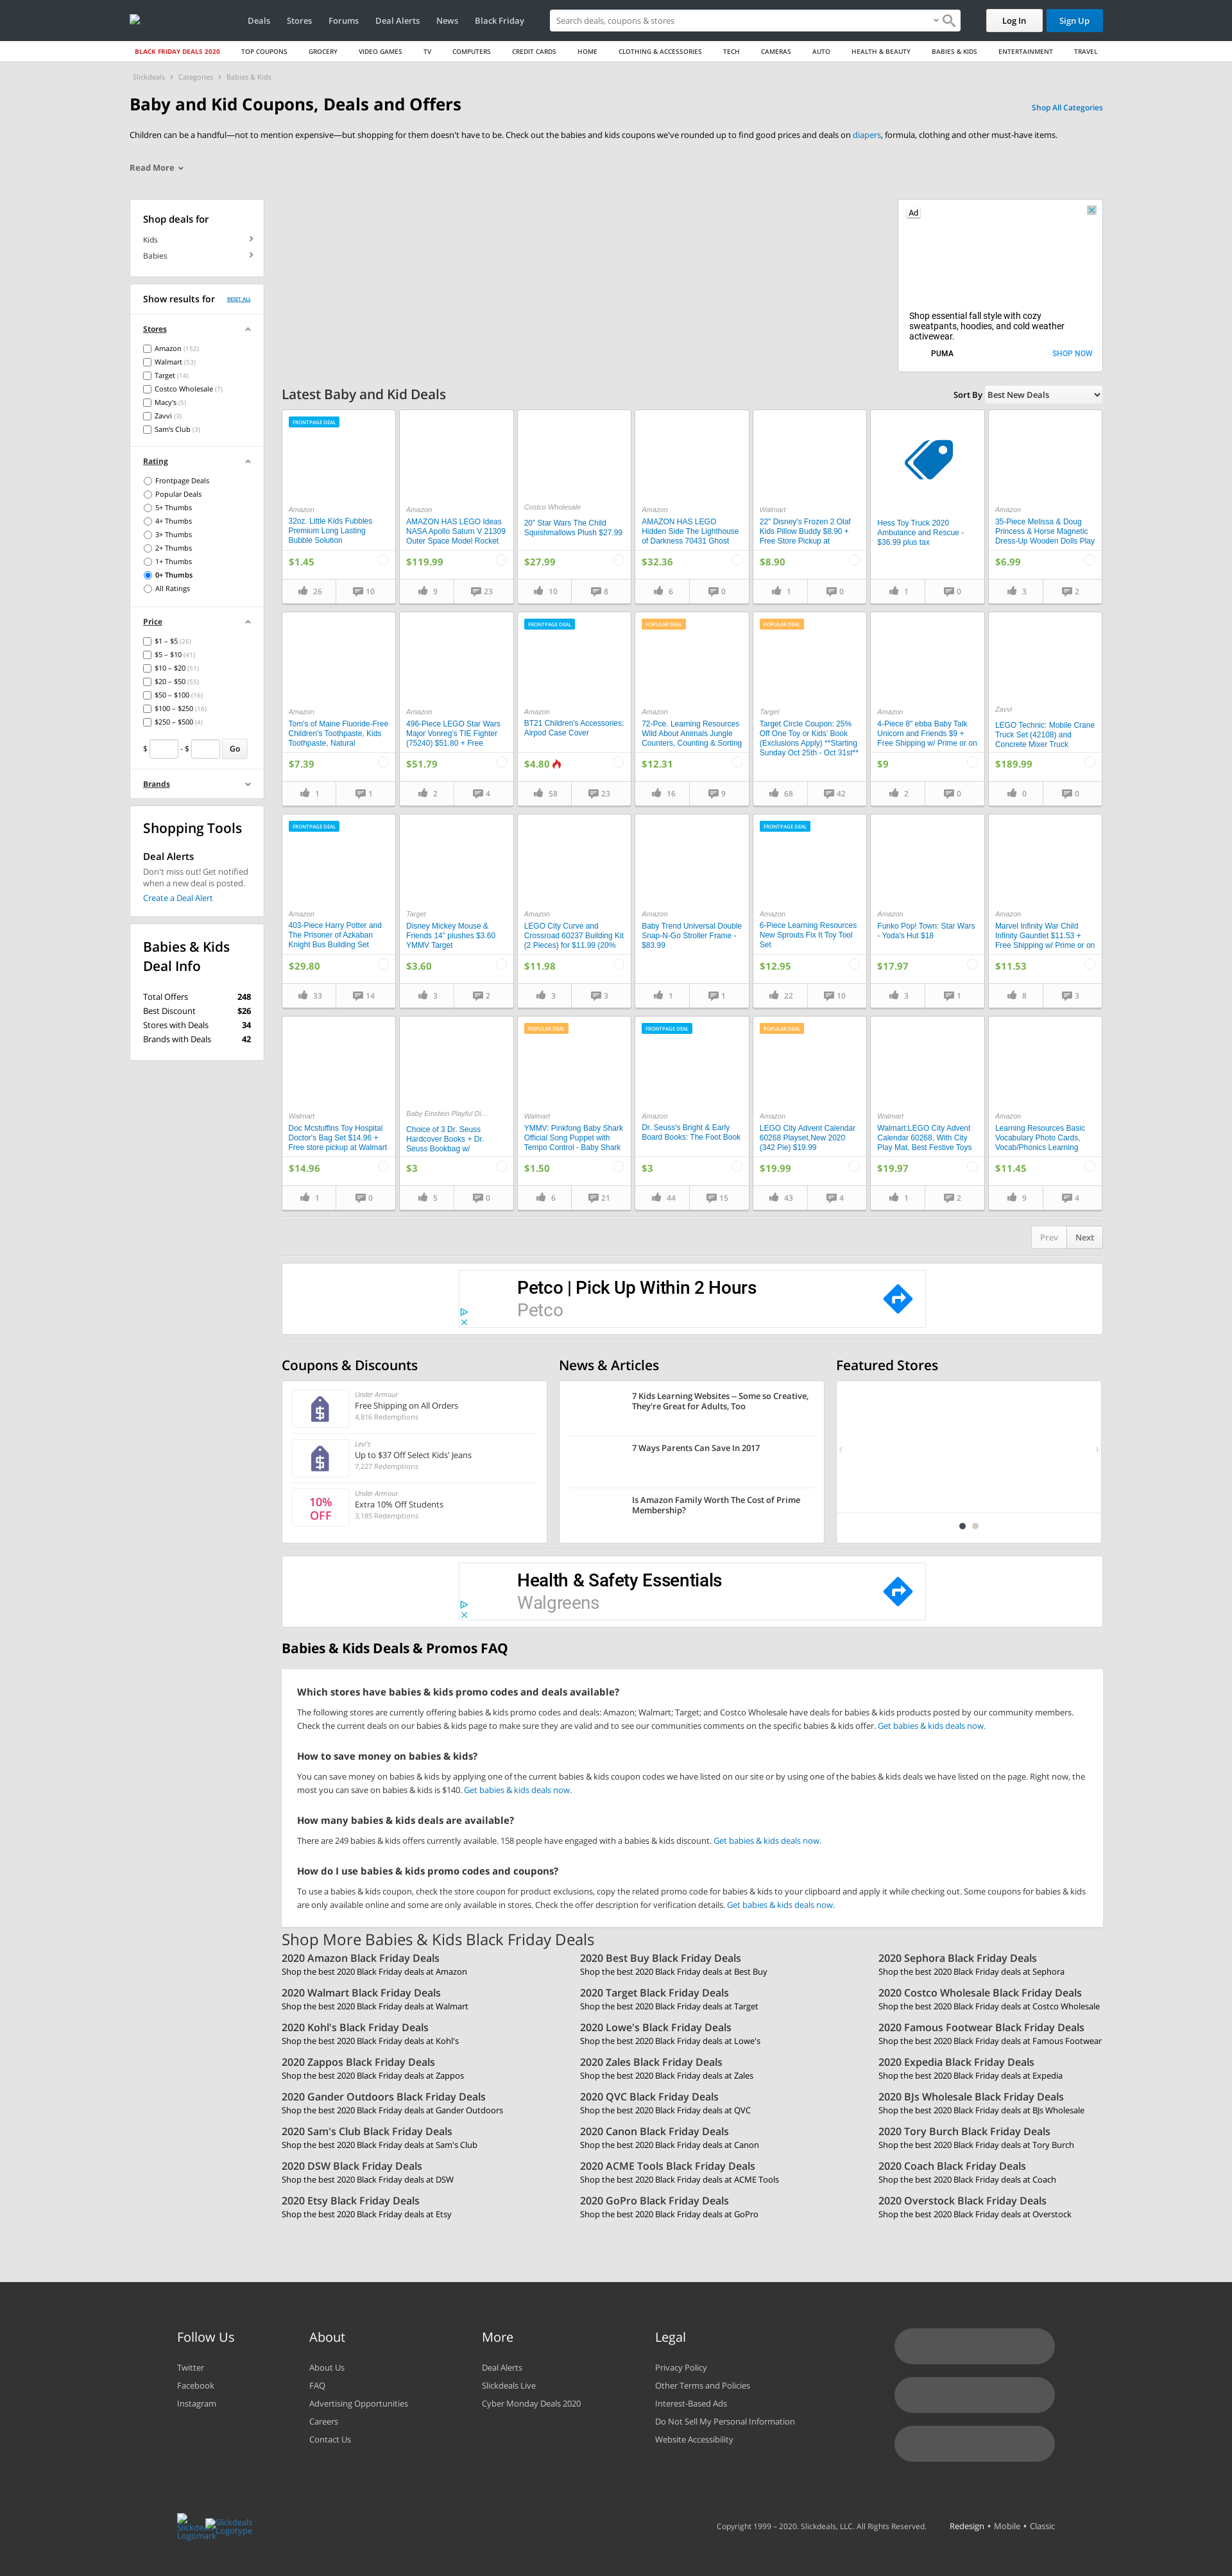 Deals
Stores
Forums
Deal Alerts
News
Black Friday
Search deals, coupons & stores
Log In
Sign Up
BLACK FRIDAY DEALS 2020
TOP COUPONS
GROCERY
VIDEO GAMES
TV
COMPUTERS
CREDIT CARDS
HOME
CLOTHING & ACCESSORIES
TECH
CAMERAS
AUTO
HEALTH & BEAUTY
BABIES & KIDS
ENTERTAINMENT
TRAVEL
Slickdeals > Categories > Babies & Kids
Baby and Kid Coupons, Deals and Offers
Shop All Categories
Children can be a handful—not to mention expensive—but shopping for them doesn't have to be. Check out the babies and kids coupons we've rounded up to find good prices and deals on diapers, formula, clothing and other must-have items.
Read More
Shop deals for
Kids
Babies
Show results for
RESET ALL
Stores
Amazon (152)
Walmart (53)
Target (14)
Costco Wholesale (7)
Macy's (5)
Zavvi (3)
Sam's Club (3)
Rating
Frontpage Deals
Popular Deals
5+ Thumbs
4+ Thumbs
3+ Thumbs
2+ Thumbs
1+ Thumbs
0+ Thumbs
All Ratings
Price
$1 – $5 (26)
$5 – $10 (41)
$10 – $20 (51)
$20 – $50 (55)
$50 – $100 (16)
$100 – $250 (16)
$250 – $500 (4)
$ - $ Go
Brands
Shopping Tools
Deal Alerts
Don't miss out! Get notified
when a new deal is posted.
Create a Deal Alert
Babies & Kids
Deal Info
Total Offers 248
Best Discount $26
Stores with Deals 34
Brands with Deals 42
Ad
Shop essential fall style with cozy
sweatpants, hoodies, and cold weather
activewear.
PUMA
SHOP NOW
Latest Baby and Kid Deals
Sort By Best New Deals
FRONTPAGE DEAL
Amazon
32oz. Little Kids Fubbles
Premium Long Lasting
Bubble Solution
$1.45
26 10
Amazon
AMAZON HAS LEGO Ideas
NASA Apollo Saturn V 21309
Outer Space Model Rocket
$119.99
9 23
Costco Wholesale
20" Star Wars The Child
Squishmallows Plush $27.99
$27.99
10 8
Amazon
AMAZON HAS LEGO
Hidden Side The Lighthouse
of Darkness 70431 Ghost
$32.36
6 0
Walmart
22" Disney's Frozen 2 Olaf
Kids Pillow Buddy $8.90 +
Free Store Pickup at
$8.90
1 0
Hess Toy Truck 2020
Ambulance and Rescue -
$36.99 plus tax
1 0
Amazon
35-Piece Melissa & Doug
Princess & Horse Magnetic
Dress-Up Wooden Dolls Play
$6.99
3 2
Amazon
Tom's of Maine Fluoride-Free
Children's Toothpaste, Kids
Toothpaste, Natural
$7.39
1 1
Amazon
496-Piece LEGO Star Wars
Major Vonreg's TIE Fighter
(75240) $51.80 + Free
$51.79
2 4
FRONTPAGE DEAL
Amazon
BT21 Children's Accessories:
Airpod Case Cover
$4.80
58 23
POPULAR DEAL
Amazon
72-Pce. Learning Resources
Wild About Animals Jungle
Counters, Counting & Sorting
$12.31
16 9
POPULAR DEAL
Target
Target Circle Coupon: 25%
Off One Toy or Kids' Book
(Exclusions Apply) **Starting
Sunday Oct 25th - Oct 31st**
68 42
Amazon
4-Piece 8" ebba Baby Talk
Unicorn and Friends $9 +
Free Shipping w/ Prime or on
$9
2 0
Zavvi
LEGO Technic: Mobile Crane
Truck Set (42108) and
Concrete Mixer Truck
$189.99
0 0
FRONTPAGE DEAL
Amazon
403-Piece Harry Potter and
The Prisoner of Azkaban
Knight Bus Building Set
$29.80
33 14
Target
Disney Mickey Mouse &
Friends 14" plushes $3.60
YMMV Target
$3.60
3 2
Amazon
LEGO City Curve and
Crossroad 60237 Building Kit
(2 Pieces) for $11.99 (20%
$11.98
3 3
Amazon
Baby Trend Universal Double
Snap-N-Go Stroller Frame -
$83.99
1 1
FRONTPAGE DEAL
Amazon
6-Piece Learning Resources
New Sprouts Fix It Toy Tool
Set
$12.95
22 10
Amazon
Funko Pop! Town: Star Wars
- Yoda's Hut $18
$17.97
3 1
Amazon
Marvel Infinity War Child
Infinity Gauntlet $11.53 +
Free Shipping w/ Prime or on
$11.53
8 3
Walmart
Doc Mcstuffins Toy Hospital
Doctor's Bag Set $14.96 +
Free store pickup at Walmart
$14.96
1 0
Baby Einstein Playful Di…
Choice of 3 Dr. Seuss
Hardcover Books + Dr.
Seuss Bookbag w/
$3
5 0
POPULAR DEAL
Walmart
YMMV: Pinkfong Baby Shark
Official Song Puppet with
Tempo Control - Baby Shark
$1.50
6 21
FRONTPAGE DEAL
Amazon
Dr. Seuss's Bright & Early
Board Books: The Foot Book
$3
44 15
POPULAR DEAL
Amazon
LEGO City Advent Calendar
60268 Playset,New 2020
(342 Pie) $19.99
$19.99
43 4
Walmart
Walmart:LEGO City Advent
Calendar 60268, With City
Play Mat, Best Festive Toys
$19.97
1 2
Amazon
Learning Resources Basic
Vocabulary Photo Cards,
Vocab/Phonics Learning
$11.45
9 4
Prev
Next
Petco | Pick Up Within 2 Hours
Petco
Coupons & Discounts
Under Armour
Free Shipping on All Orders
4,816 Redemptions
Levi's
Up to $37 Off Select Kids' Jeans
7,227 Redemptions
10%
OFF
Under Armour
Extra 10% Off Students
3,185 Redemptions
News & Articles
7 Kids Learning Websites -- Some so Creative,
They're Great for Adults, Too
7 Ways Parents Can Save In 2017
Is Amazon Family Worth The Cost of Prime
Membership?
Featured Stores
Health & Safety Essentials
Walgreens
Babies & Kids Deals & Promos FAQ
Which stores have babies & kids promo codes and deals available?
The following stores are currently offering babies & kids promo codes and deals: Amazon; Walmart; Target; and Costco Wholesale have deals for babies & kids products posted by our community members.
Check the current deals on our babies & kids page to make sure they are valid and to see our communities comments on the specific babies & kids offer. Get babies & kids deals now.
How to save money on babies & kids?
You can save money on babies & kids by applying one of the current babies & kids coupon codes we have listed on our site or by using one of the babies & kids deals we have listed on the page. Right now, the
most you can save on babies & kids is $140. Get babies & kids deals now.
How many babies & kids deals are available?
There are 249 babies & kids offers currently available. 158 people have engaged with a babies & kids discount. Get babies & kids deals now.
How do I use babies & kids promo codes and coupons?
To use a babies & kids coupon, check the store coupon for product exclusions, copy the related promo code for babies & kids to your clipboard and apply it while checking out. Some coupons for babies & kids
are only available online and some are only available in stores. Check the offer description for verification details. Get babies & kids deals now.
Shop More Babies & Kids Black Friday Deals
2020 Amazon Black Friday Deals
Shop the best 2020 Black Friday deals at Amazon
2020 Best Buy Black Friday Deals
Shop the best 2020 Black Friday deals at Best Buy
2020 Sephora Black Friday Deals
Shop the best 2020 Black Friday deals at Sephora
2020 Walmart Black Friday Deals
Shop the best 2020 Black Friday deals at Walmart
2020 Target Black Friday Deals
Shop the best 2020 Black Friday deals at Target
2020 Costco Wholesale Black Friday Deals
Shop the best 2020 Black Friday deals at Costco Wholesale
2020 Kohl's Black Friday Deals
Shop the best 2020 Black Friday deals at Kohl's
2020 Lowe's Black Friday Deals
Shop the best 2020 Black Friday deals at Lowe's
2020 Famous Footwear Black Friday Deals
Shop the best 2020 Black Friday deals at Famous Footwear
2020 Zappos Black Friday Deals
Shop the best 2020 Black Friday deals at Zappos
2020 Zales Black Friday Deals
Shop the best 2020 Black Friday deals at Zales
2020 Expedia Black Friday Deals
Shop the best 2020 Black Friday deals at Expedia
2020 Gander Outdoors Black Friday Deals
Shop the best 2020 Black Friday deals at Gander Outdoors
2020 QVC Black Friday Deals
Shop the best 2020 Black Friday deals at QVC
2020 BJs Wholesale Black Friday Deals
Shop the best 2020 Black Friday deals at BJs Wholesale
2020 Sam's Club Black Friday Deals
Shop the best 2020 Black Friday deals at Sam's Club
2020 Canon Black Friday Deals
Shop the best 2020 Black Friday deals at Canon
2020 Tory Burch Black Friday Deals
Shop the best 2020 Black Friday deals at Tory Burch
2020 DSW Black Friday Deals
Shop the best 2020 Black Friday deals at DSW
2020 ACME Tools Black Friday Deals
Shop the best 2020 Black Friday deals at ACME Tools
2020 Coach Black Friday Deals
Shop the best 2020 Black Friday deals at Coach
2020 Etsy Black Friday Deals
Shop the best 2020 Black Friday deals at Etsy
2020 GoPro Black Friday Deals
Shop the best 2020 Black Friday deals at GoPro
2020 Overstock Black Friday Deals
Shop the best 2020 Black Friday deals at Overstock
Follow Us
Twitter
Facebook
Instagram
About
About Us
FAQ
Advertising Opportunities
Careers
Contact Us
More
Deal Alerts
Slickdeals Live
Cyber Monday Deals 2020
Legal
Privacy Policy
Other Terms and Policies
Interest-Based Ads
Do Not Sell My Personal Information
Website Accessibility
Slickdeals
Logomark
Slickdeals
Logotype
Copyright 1999 – 2020. Slickdeals, LLC. All Rights Reserved.
Redesign • Mobile • Classic